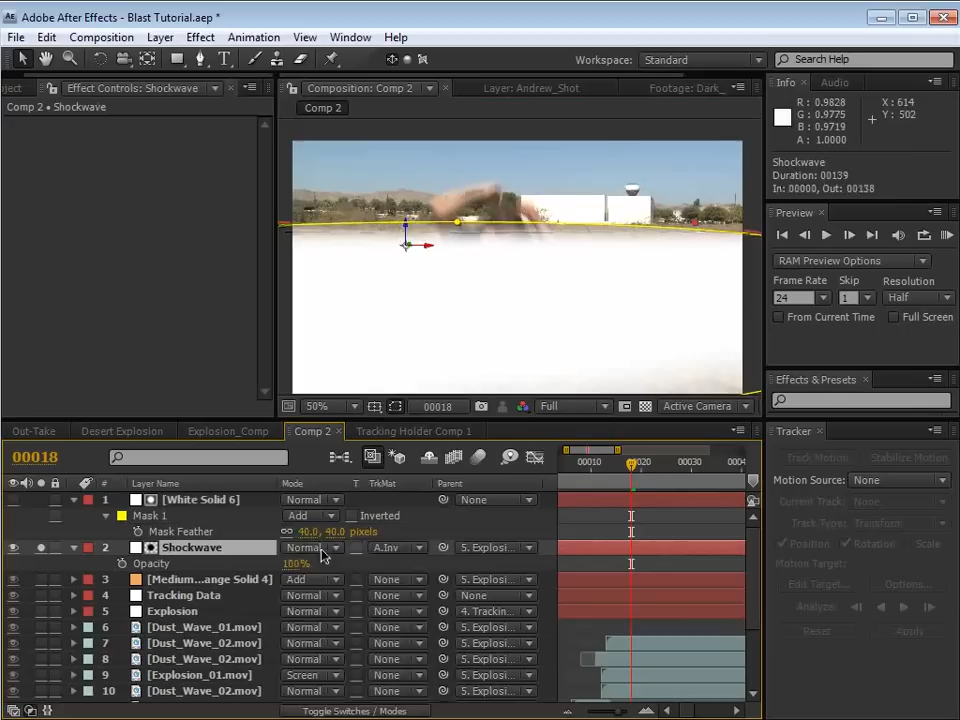 Adobe After Effects - Blast Tutorial.aep *
File Edit Composition Layer Effect Animation View Window Help
Workspace: Standard Search Help
oject Effect Controls: Shockwave Composition: Comp 2 Layer: Andrew_Shot Footage: Dark_ Info Audio
Comp 2 • Shockwave
Comp 2
R : 0.9828 X : 614
G : 0.9775 Y : 502
B : 0.9719
A : 1.0000
Shockwave
Duration: 00139
In: 00000, Out: 00138
Preview
RAM Preview Options
Frame Rate Skip Resolution
24 1 Half
From Current Time Full Screen
Effects & Presets
50% 00018 Full Active Camera
Out-Take Desert Explosion Explosion_Comp Comp 2 Tracking Holder Comp 1 Tracker
00018
00010 00020 00030 0004
# Layer Name Mode T TrkMat Parent
1 [White Solid 6] Normal None
Mask 1 Add Inverted
Mask Feather 40.0, 40.0 pixels
2 Shockwave Normal A.Inv 5. Explosi...
Opacity 100%
3 [Medium...ange Solid 4] Add None 5. Explosi...
4 Tracking Data Normal None None
5 Explosion Normal None 4. Trackin...
6 [Dust_Wave_01.mov] Normal None 5. Explosi...
7 [Dust_Wave_02.mov] Normal None 5. Explosi...
8 [Dust_Wave_02.mov] Normal None 5. Explosi...
9 [Explosion_01.mov] Screen None 5. Explosi...
10 [Dust_Wave_02.mov] Normal None 5. Explosi...
Toggle Switches / Modes
Track Motion Stabilize Motion
Motion Source: None
Current Track: None
Track Type: Transform
Position Rotation Scale
Motion Target:
Edit Target... Options...
Analyze:
Reset Apply